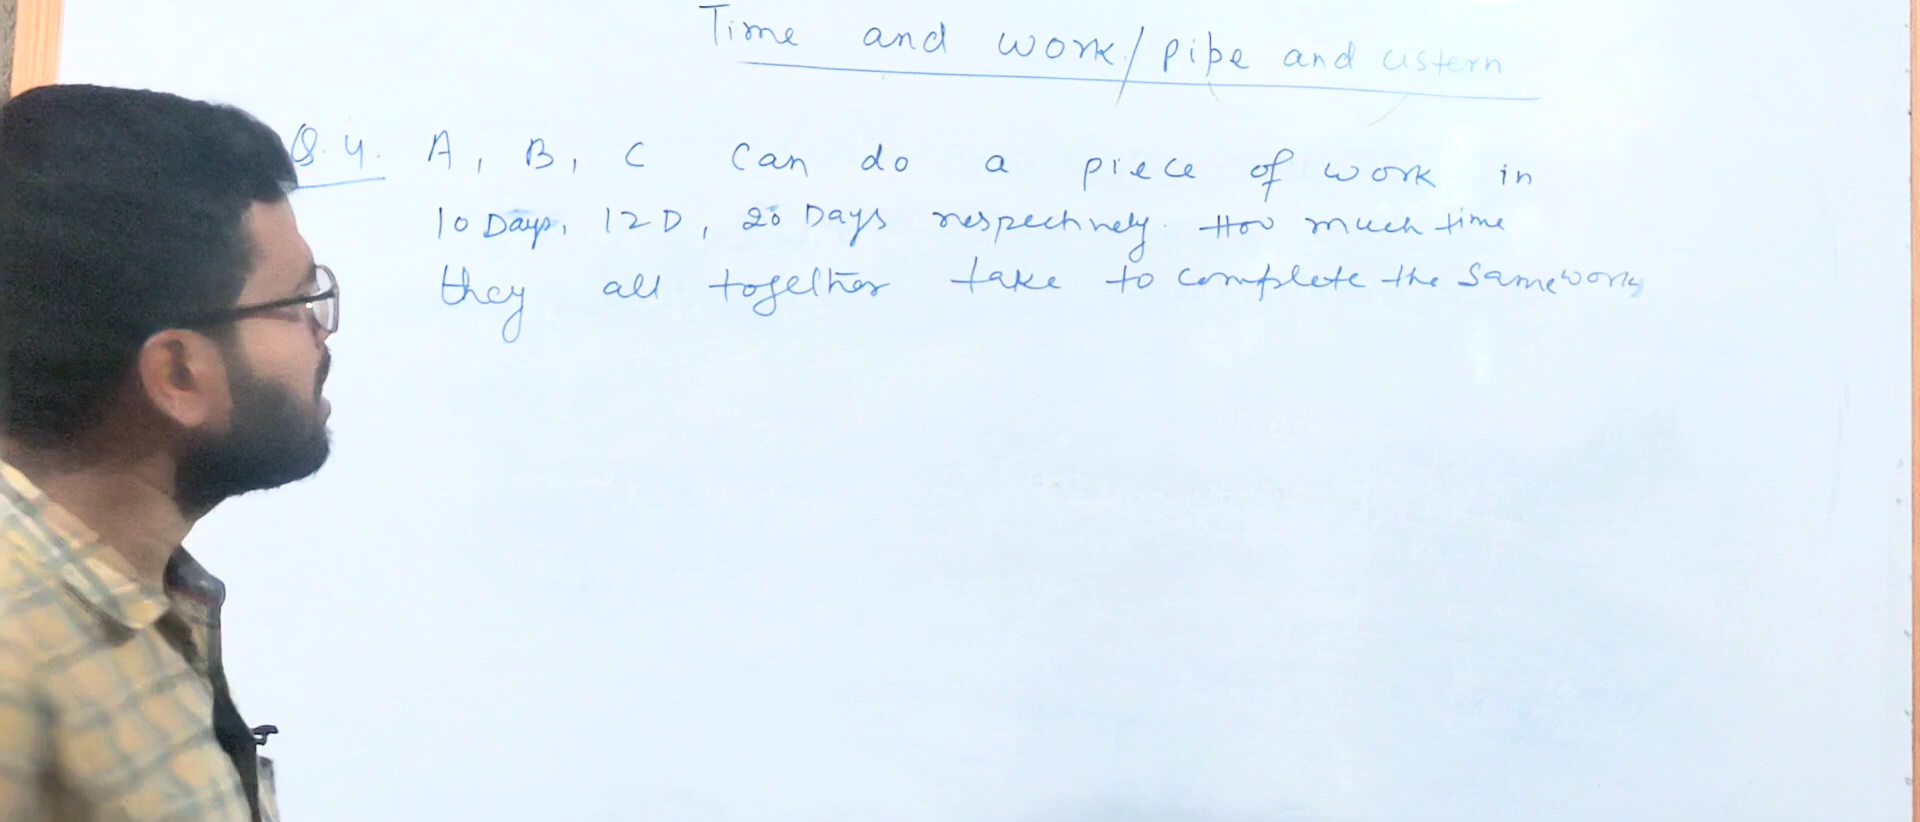 Time and work/pipe and cistern
Q.4. A, B, C can do a piece of work in
10 Days, 12D, 20 Days respectively. How much time
they all together take to complete the same work